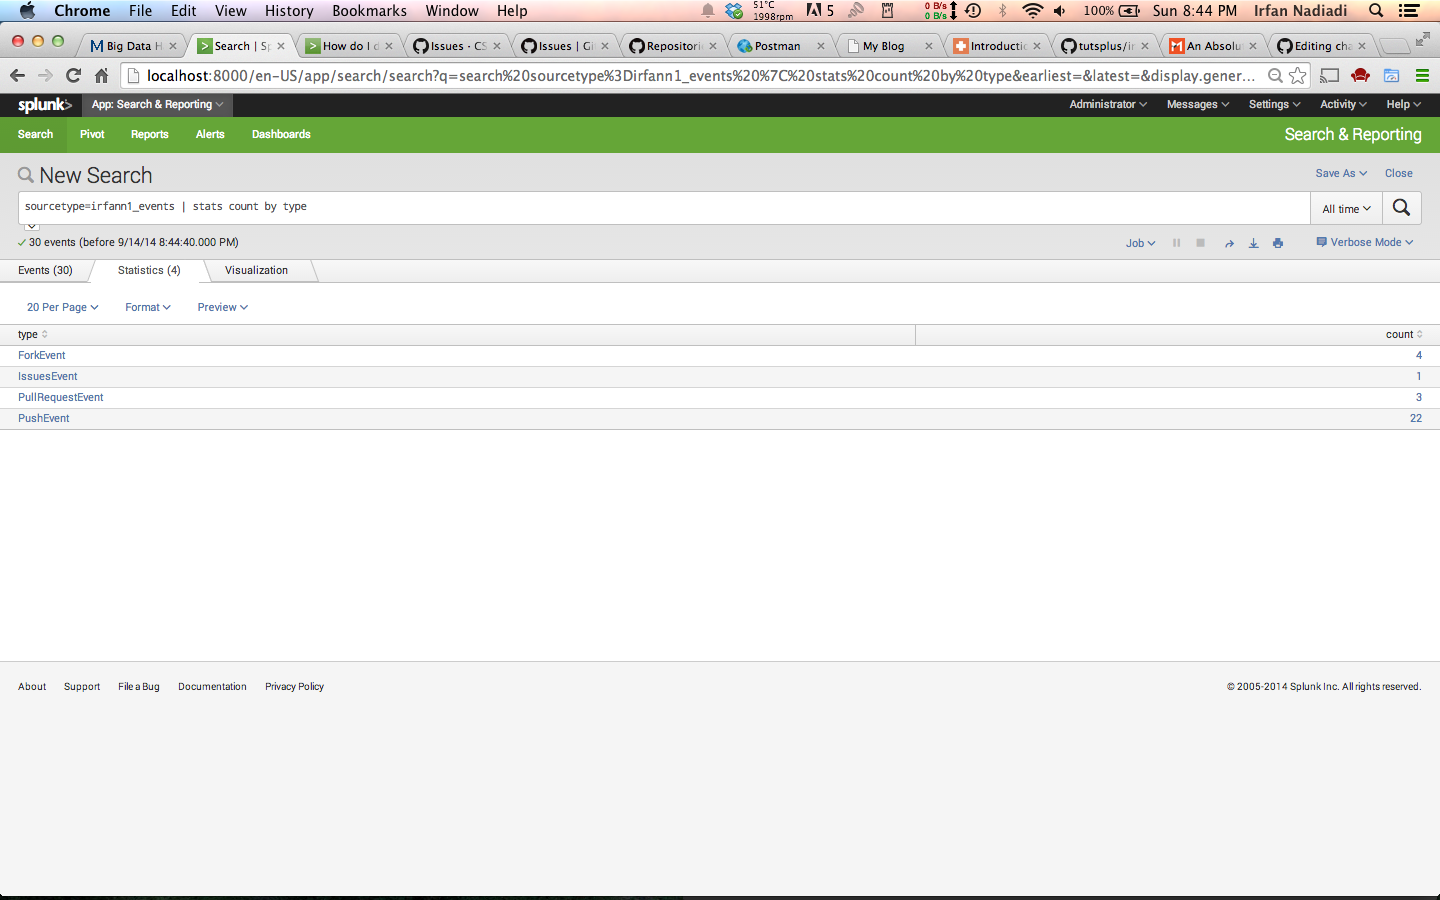 Chrome File Edit View History Bookmarks Window Help 51°C 1998rpm 5 0 B/s 0 B/s 100% Sun 8:44 PM Irfan Nadiadi
Big Data H Search | Sp How do I d Issues · CS Issues | Gi Repositori Postman My Blog Introductio tutsplus/in An Absolut Editing cha
localhost:8000/en-US/app/search/search?q=search%20sourcetype%3Dirfann1_events%20%7C%20stats%20count%20by%20type&earliest=&latest=&display.gener...
splunk> App: Search & Reporting Administrator Messages Settings Activity Help
Search Pivot Reports Alerts Dashboards Search & Reporting
New Search Save As Close
sourcetype=irfann1_events | stats count by type All time
30 events (before 9/14/14 8:44:40.000 PM) Job Verbose Mode
Events (30) Statistics (4) Visualization
20 Per Page Format Preview
type count
ForkEvent 4
IssuesEvent 1
PullRequestEvent 3
PushEvent 22
About Support File a Bug Documentation Privacy Policy © 2005-2014 Splunk Inc. All rights reserved.